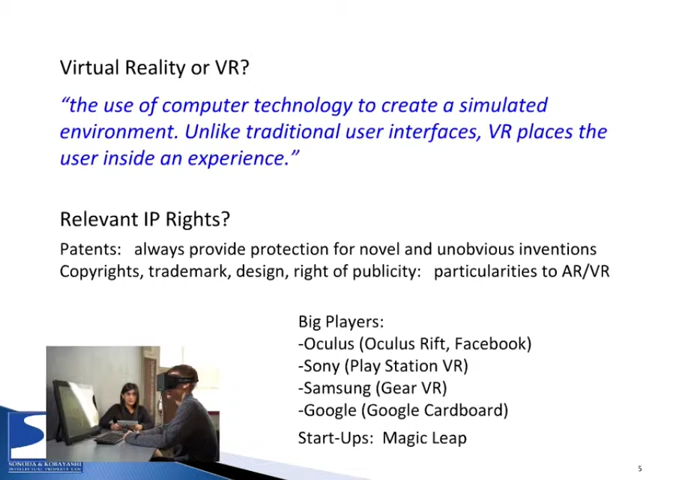 Virtual Reality or VR?
“the use of computer technology to create a simulated
environment. Unlike traditional user interfaces, VR places the
user inside an experience.”
Relevant IP Rights?
Patents: always provide protection for novel and unobvious inventions
Copyrights, trademark, design, right of publicity: particularities to AR/VR
Big Players:
-Oculus (Oculus Rift, Facebook)
-Sony (Play Station VR)
-Samsung (Gear VR)
-Google (Google Cardboard)
Start-Ups: Magic Leap
SONODA & KOBAYASHI
INTELLECTUAL PROPERTY LAW
5